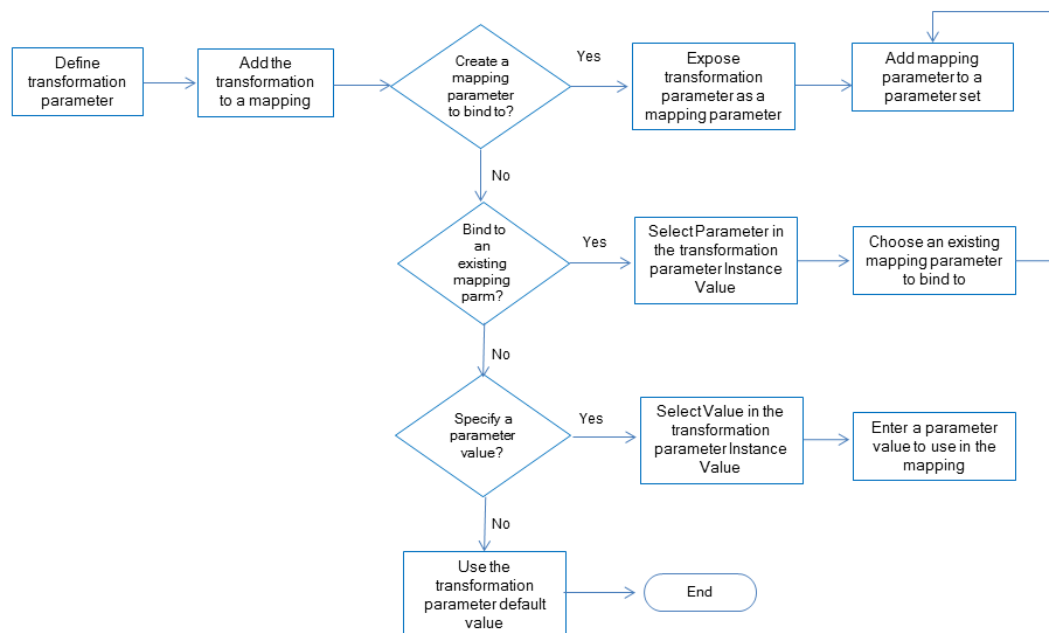 Define
transformation
parameter
Add the
transformation
to a mapping
Create a
mapping
parameter
to bind to?
Yes
Expose
transformation
parameter as a
mapping parameter
Add mapping
parameter to a
parameter set
No
Bind to
an
existing
mapping
parm?
Yes
Select Parameter in
the transformation
parameter Instance
Value
Choose an existing
mapping parameter
to bind to
No
Specify a
parameter
value?
Yes
Select Value in the
transformation
parameter Instance
Value
Enter a parameter
value to use in the
mapping
No
Use the
transformation
parameter default
value
End